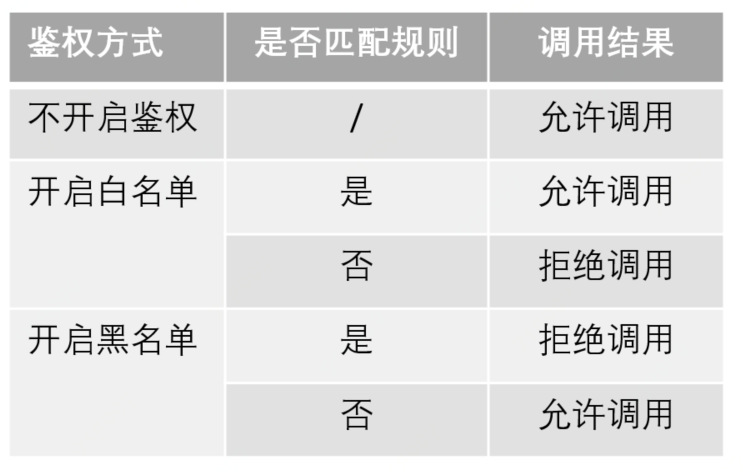 鉴权方式 是否匹配规则 调用结果
不开启鉴权 / 允许调用
开启白名单 是 允许调用
否 拒绝调用
开启黑名单 是 拒绝调用
否 允许调用